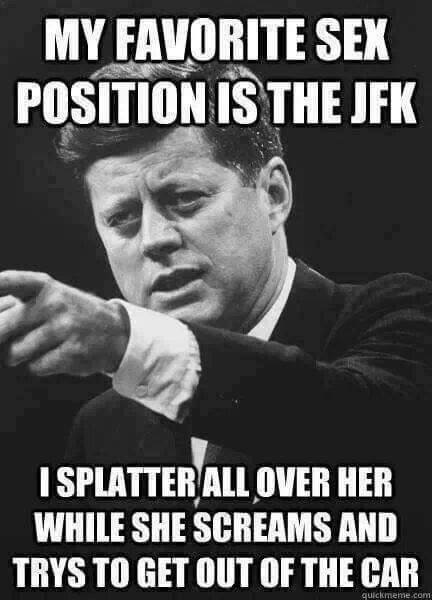 MY FAVORITE SEX
POSITION IS THE JFK
I SPLATTER ALL OVER HER
WHILE SHE SCREAMS AND
TRYS TO GET OUT OF THE CAR
quickmeme.com